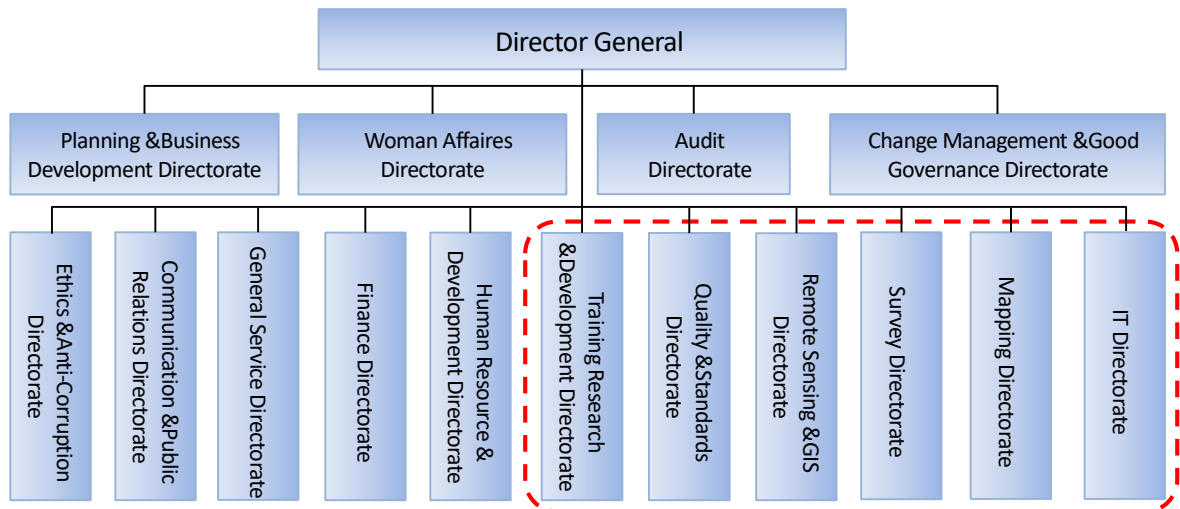 Director General
Planning &Business
Development Directorate
Woman Affaires
Directorate
Audit
Directorate
Change Management &Good
Governance Directorate
Ethics &Anti-Corruption
Directorate
Communication &Public
Relations Directorate
General Service Directorate
Finance Directorate
Human Resource &
Development Directorate
Training Research
&Development Directorate
Quality &Standards
Directorate
Remote Sensing &GIS
Directorate
Survey Directorate
Mapping Directorate
IT Directorate